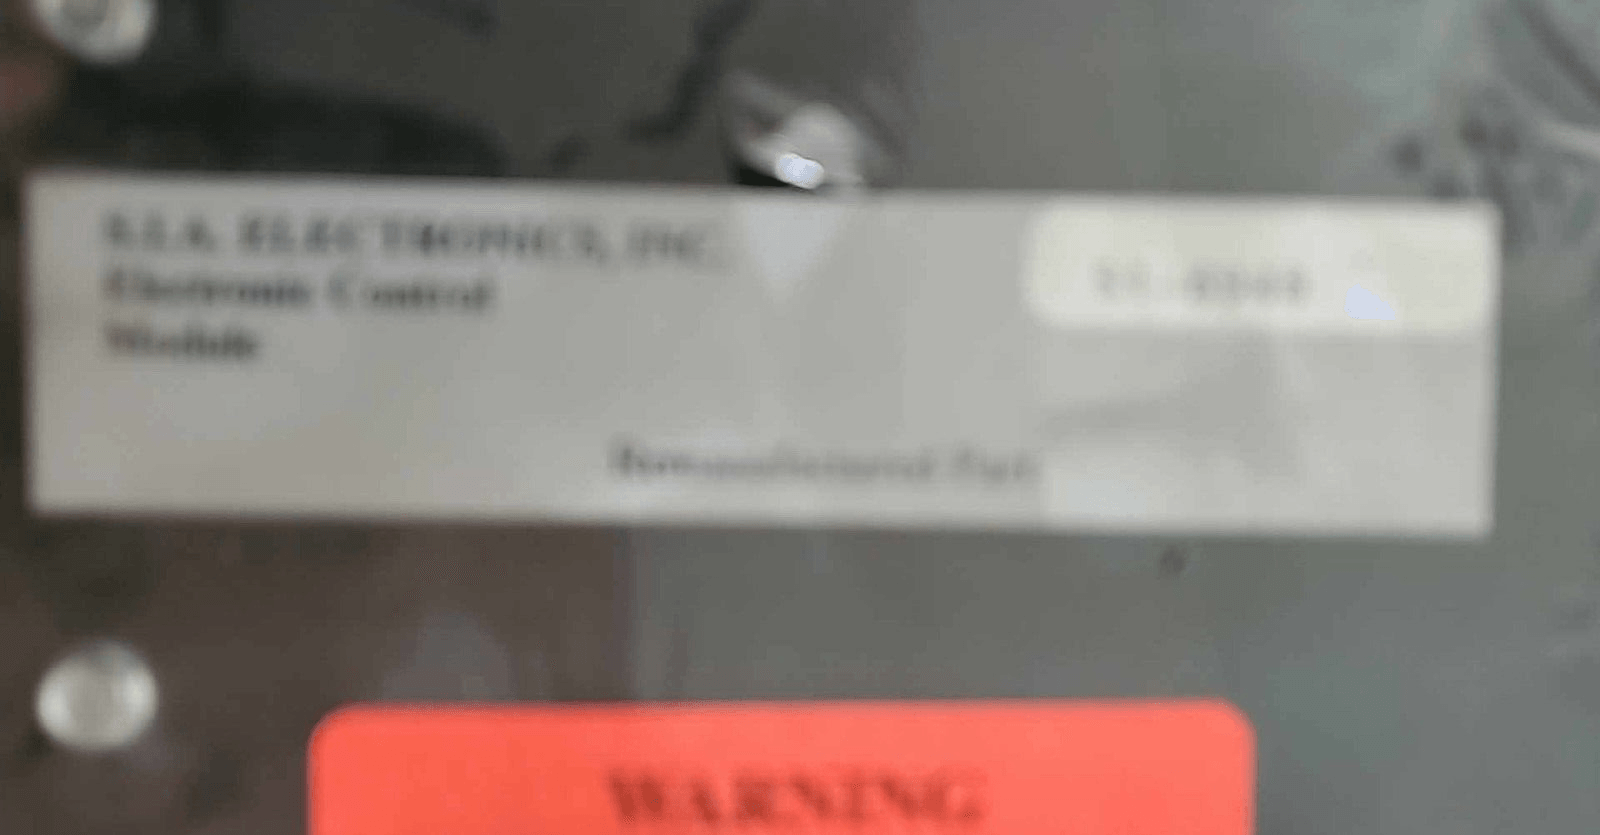 S.I.A. ELECTRONICS, INC.
Electronic Control
Module
Remanufactured Part
WARNING